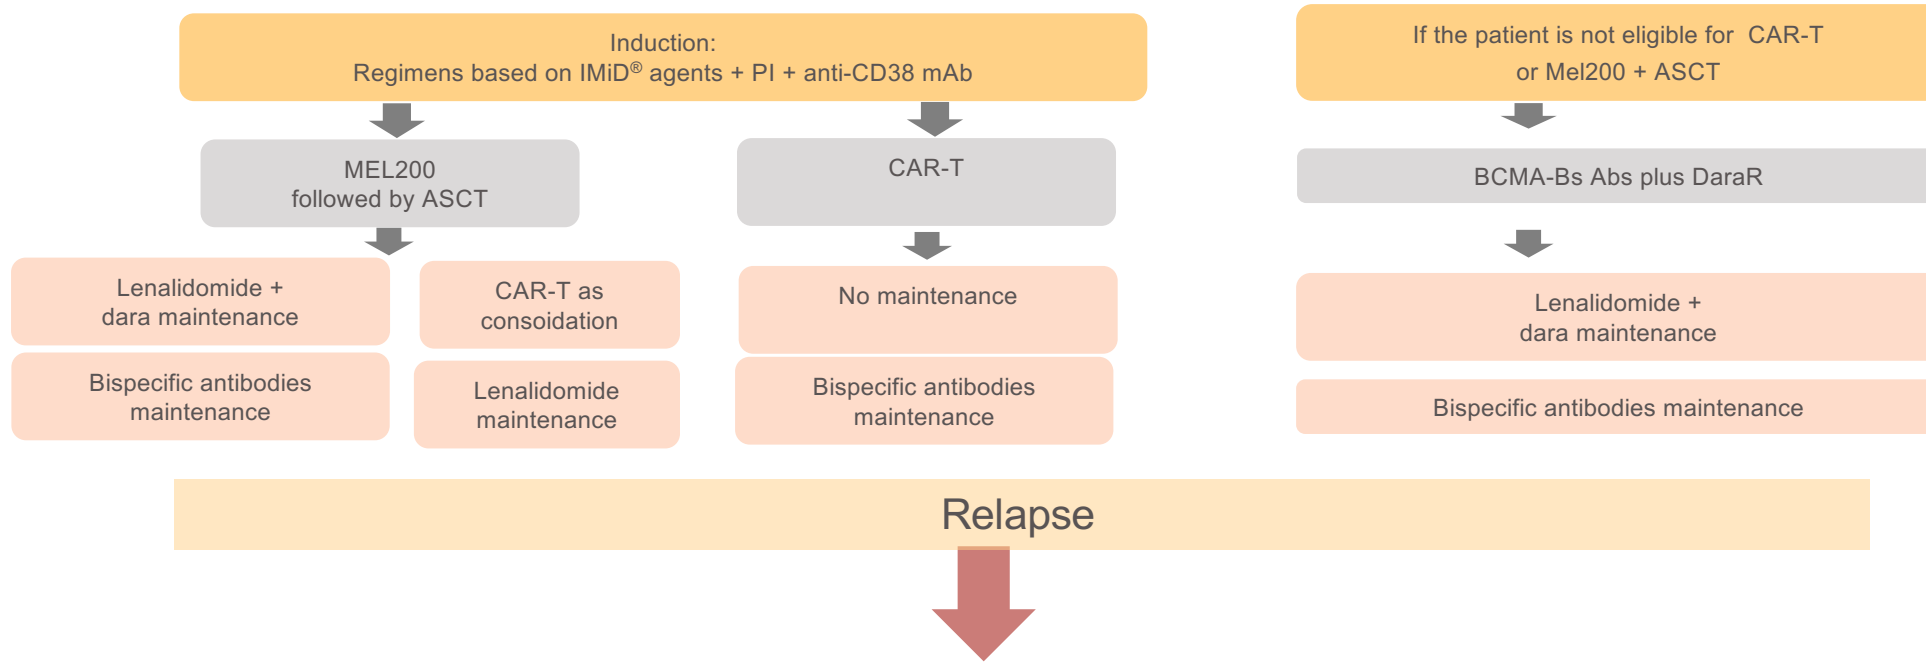 Induction:
Regimens based on IMiD® agents + PI + anti-CD38 mAb
If the patient is not eligible for CAR-T
or Mel200 + ASCT
MEL200
followed by ASCT
CAR-T
BCMA-Bs Abs plus DaraR
Lenalidomide +
dara maintenance
CAR-T as
consoidation
No maintenance
Lenalidomide +
dara maintenance
Bispecific antibodies
maintenance
Lenalidomide
maintenance
Bispecific antibodies
maintenance
Bispecific antibodies maintenance
Relapse